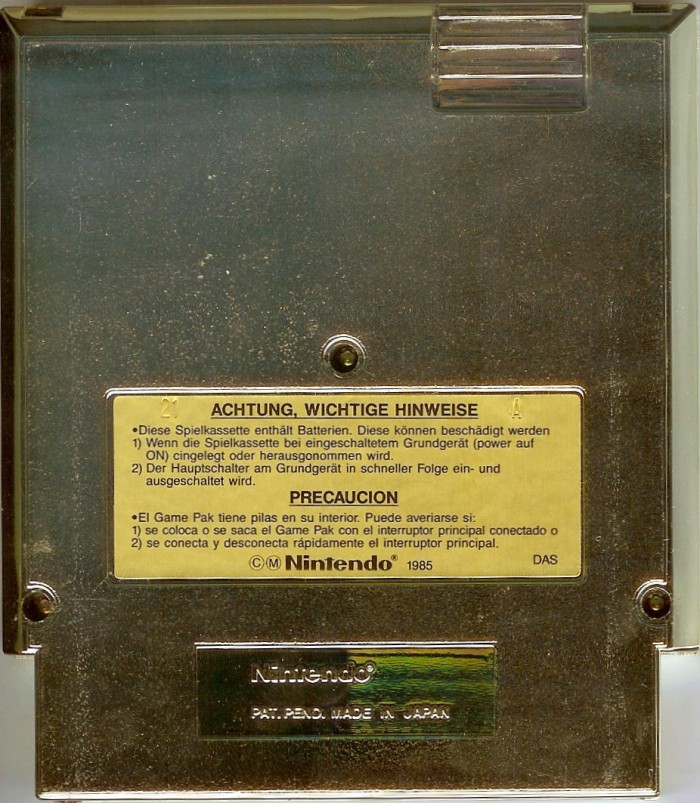 21 A
ACHTUNG, WICHTIGE HINWEISE
•Diese Spielkassette enthält Batterien. Diese können beschädigt werden
1) Wenn die Spielkassette bei eingeschaltetem Grundgerät (power auf
ON) cingelegt oder herausgonommen wird.
2) Der Hauptschalter am Grundgerät in schneller Folge ein- und
ausgeschaltet wird.
PRECAUCION
•El Game Pak tiene pilas en su interior. Puede averiarse si:
1) se coloca o se saca el Game Pak con el interruptor principal conectado o
2) se conecta y desconecta rápidamente el interruptor principal.
©Ⓜ Nintendo® 1985 DAS
Nintendo®
PAT. PEND. MADE IN JAPAN